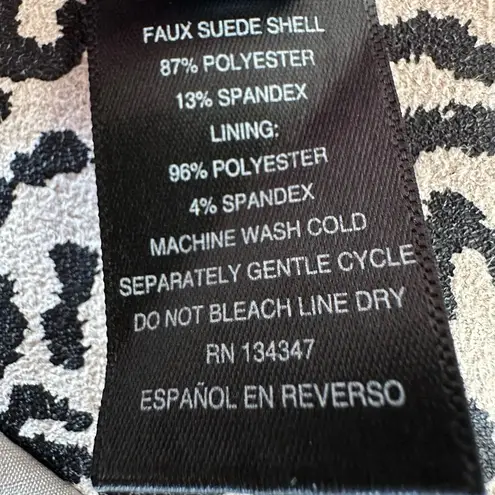 FAUX SUEDE SHELL
87% POLYESTER
13% SPANDEX
LINING:
96% POLYESTER
4% SPANDEX
MACHINE WASH COLD
SEPARATELY GENTLE CYCLE
DO NOT BLEACH LINE DRY
RN 134347
ESPAÑOL EN REVERSO